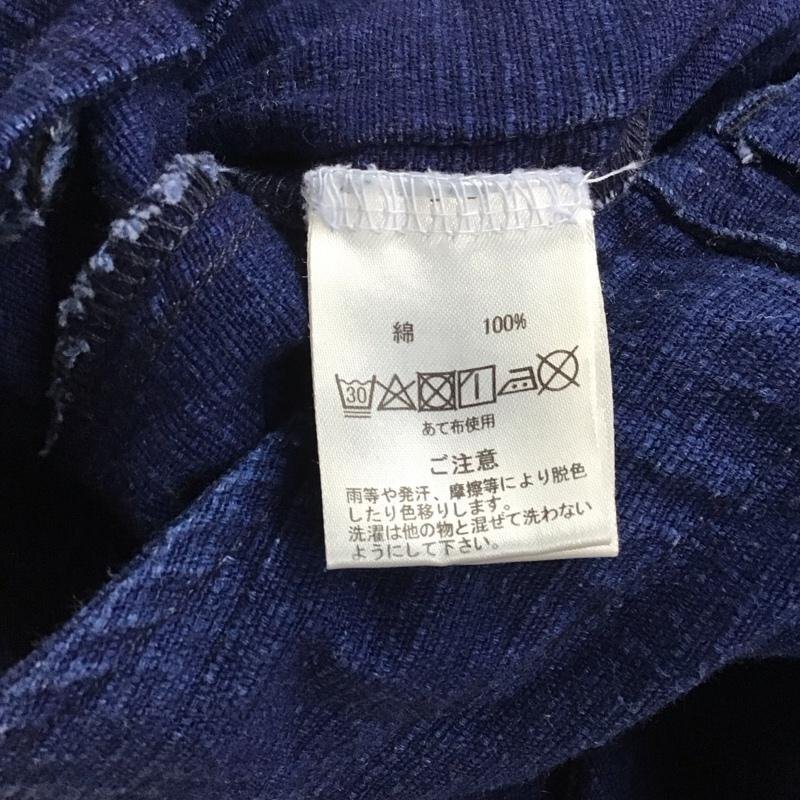 綿 100%
30
あて布使用
ご注意
雨等や発汗、摩擦等により脱色
したり色移りします。
洗濯は他の物と混ぜて洗わない
ようにして下さい。